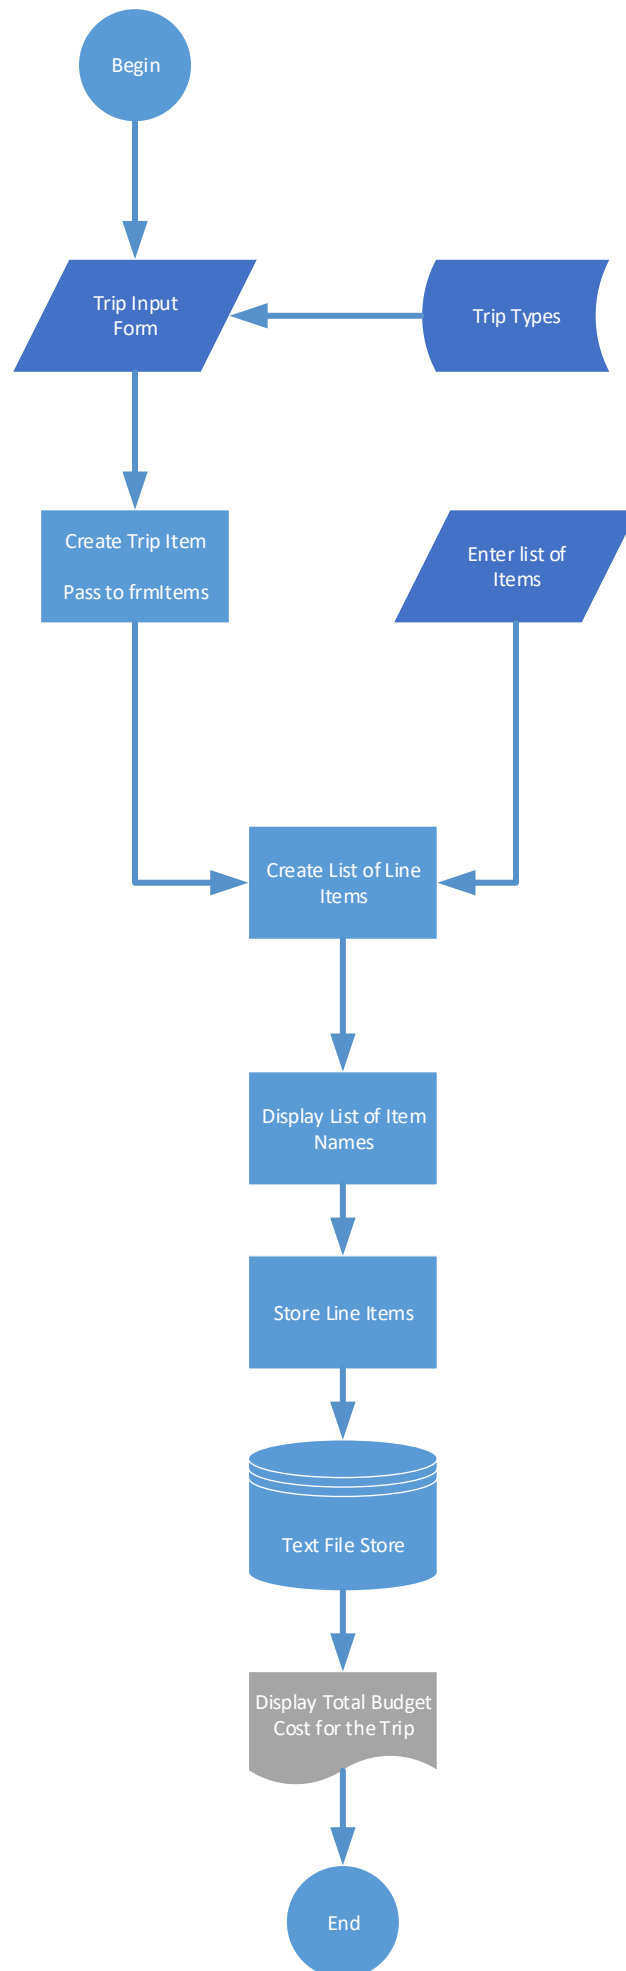 Begin
Trip Input
Form
Trip Types
Create Trip Item
Pass to frmItems
Enter list of
Items
Create List of Line
Items
Display List of Item
Names
Store Line Items
Text File Store
Display Total Budget
Cost for the Trip
End